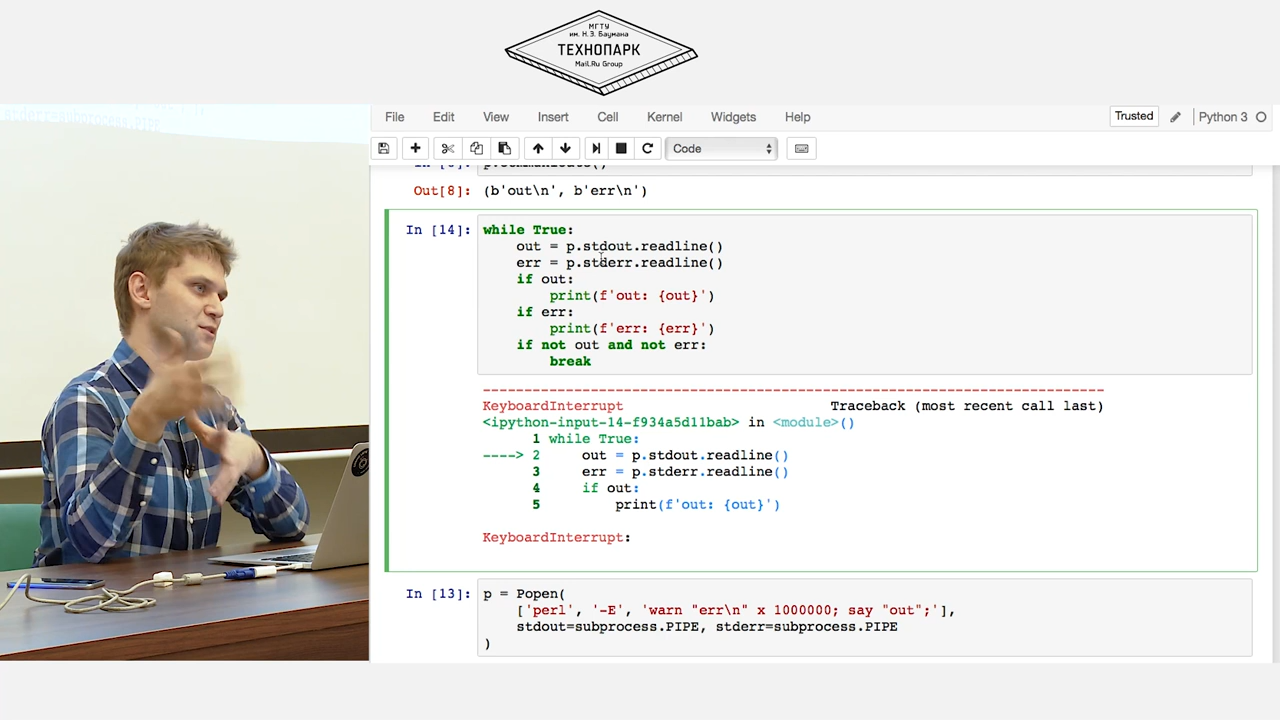 МГТУ
им. Н.Э. Баумана
ТЕХНОПАРК
Mail.Ru Group
stderr=subprocess.PIPE
File Edit View Insert Cell Kernel Widgets Help Trusted Python 3
Code
Out[8]: (b'out\n', b'err\n')
In [14]: while True:
out = p.stdout.readline()
err = p.stderr.readline()
if out:
print(f'out: {out}')
if err:
print(f'err: {err}')
if not out and not err:
break
---------------------------------------------------------------------------
KeyboardInterrupt Traceback (most recent call last)
<ipython-input-14-f934a5d11bab> in <module>()
1 while True:
----> 2 out = p.stdout.readline()
3 err = p.stderr.readline()
4 if out:
5 print(f'out: {out}')
KeyboardInterrupt:
In [13]: p = Popen(
['perl', '-E', 'warn "err\n" x 1000000; say "out";'],
stdout=subprocess.PIPE, stderr=subprocess.PIPE
)